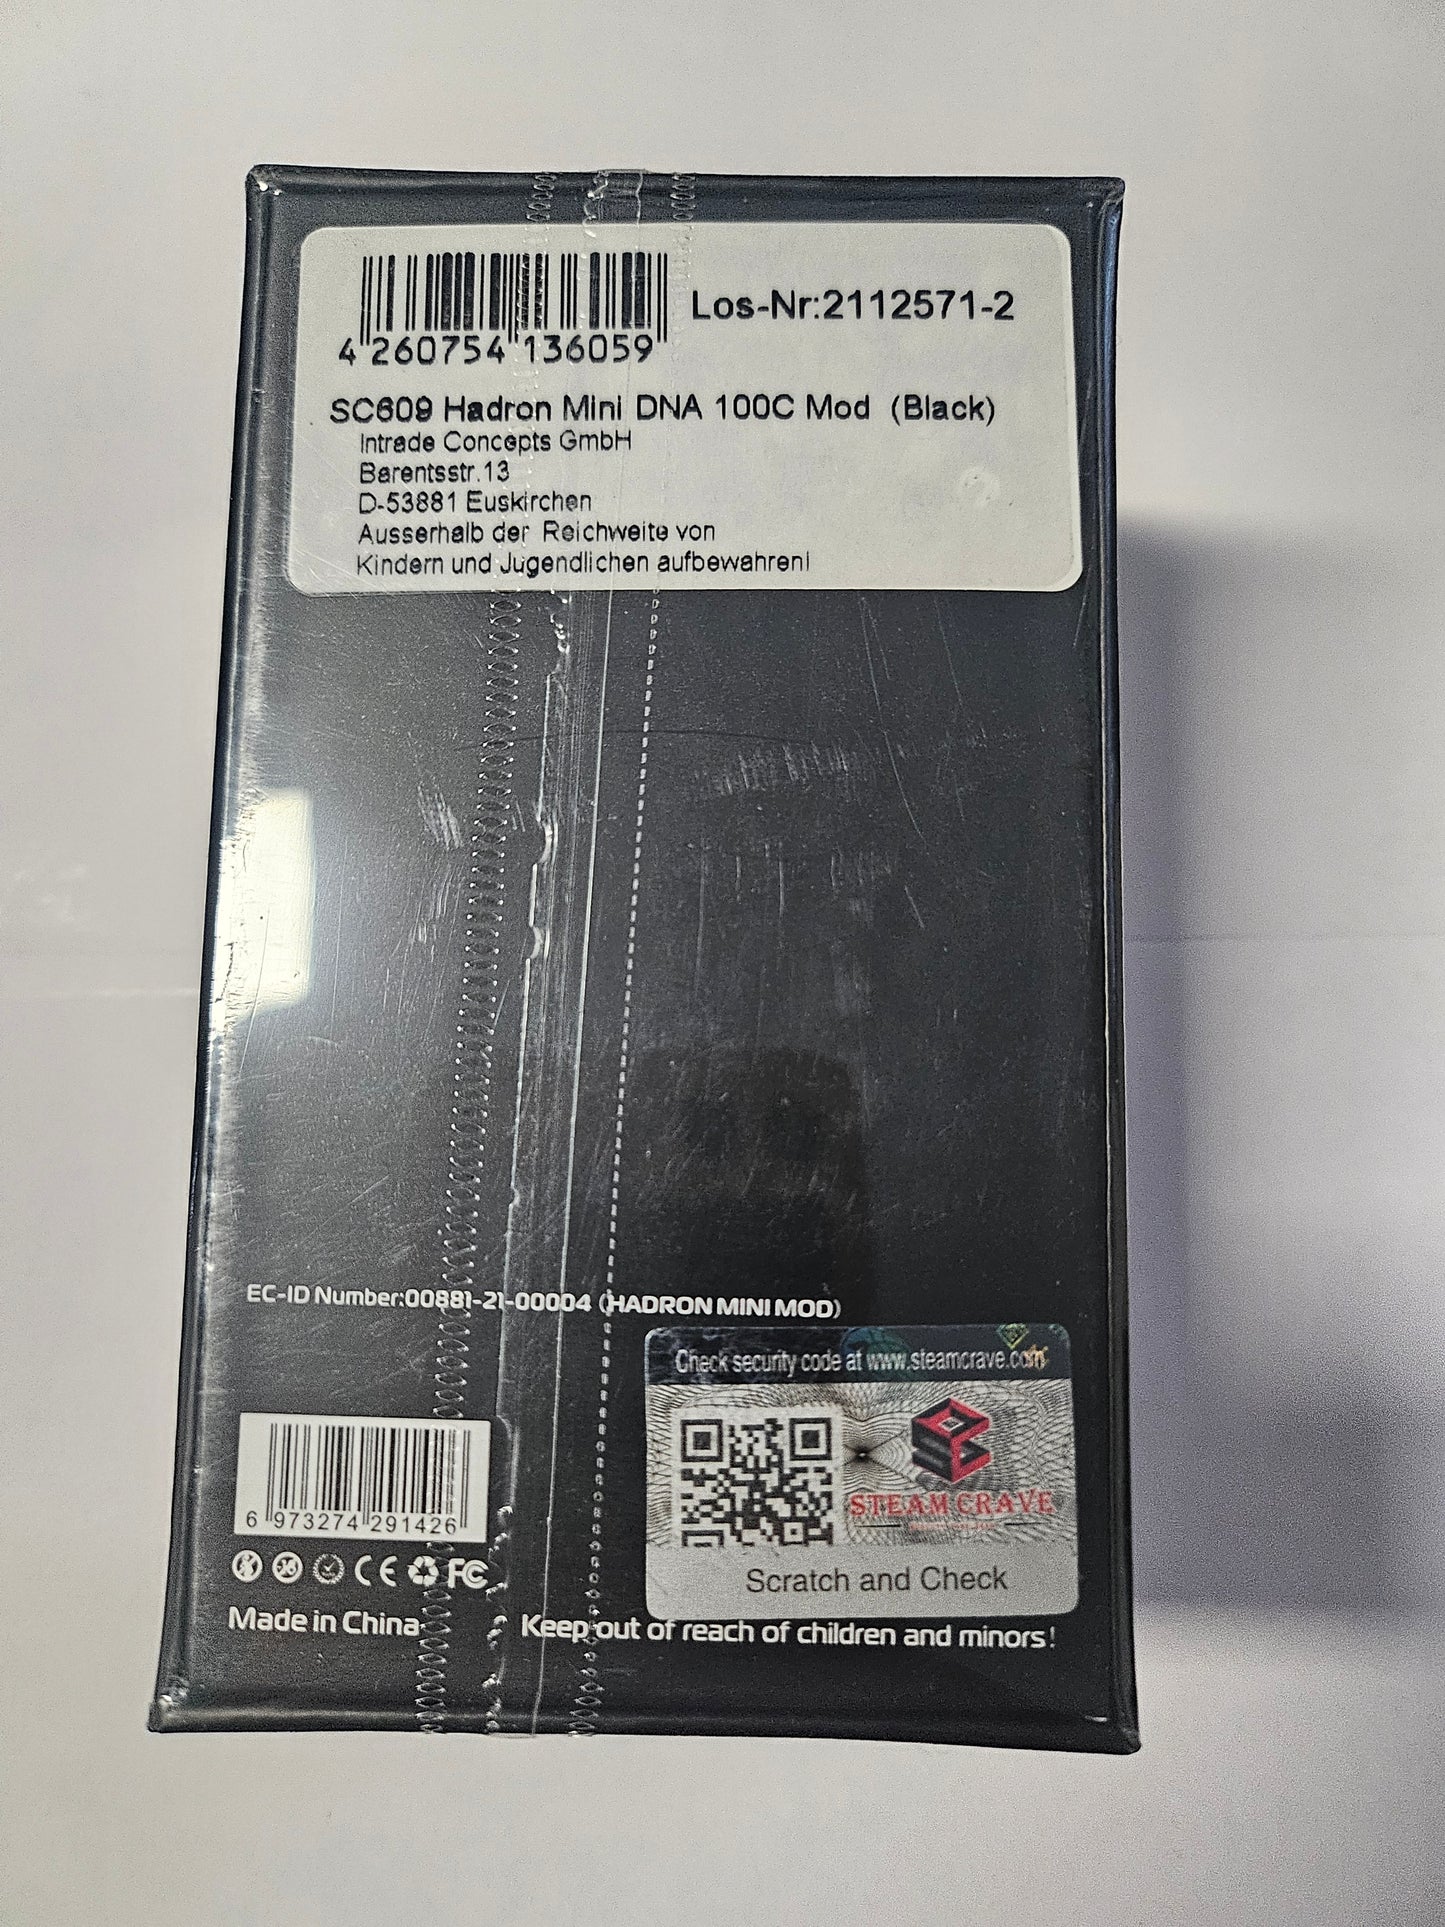 Los-Nr:2112571-2
4 260754 136059
SC609 Hadron Mini DNA 100C Mod (Black)
Intrade Concepts GmbH
Barentsstr.13
D-53881 Euskirchen
Ausserhalb der Reichweite von
Kindern und Jugendlichen aufbewahren!
EC-ID Number:00881-21-00004 (HADRON MINI MOD)
Check security code at www.steamcrave.com
STEAM CRAVE
Scratch and Check
6 973274 291426
CE FC
Made in China
Keep out of reach of children and minors!